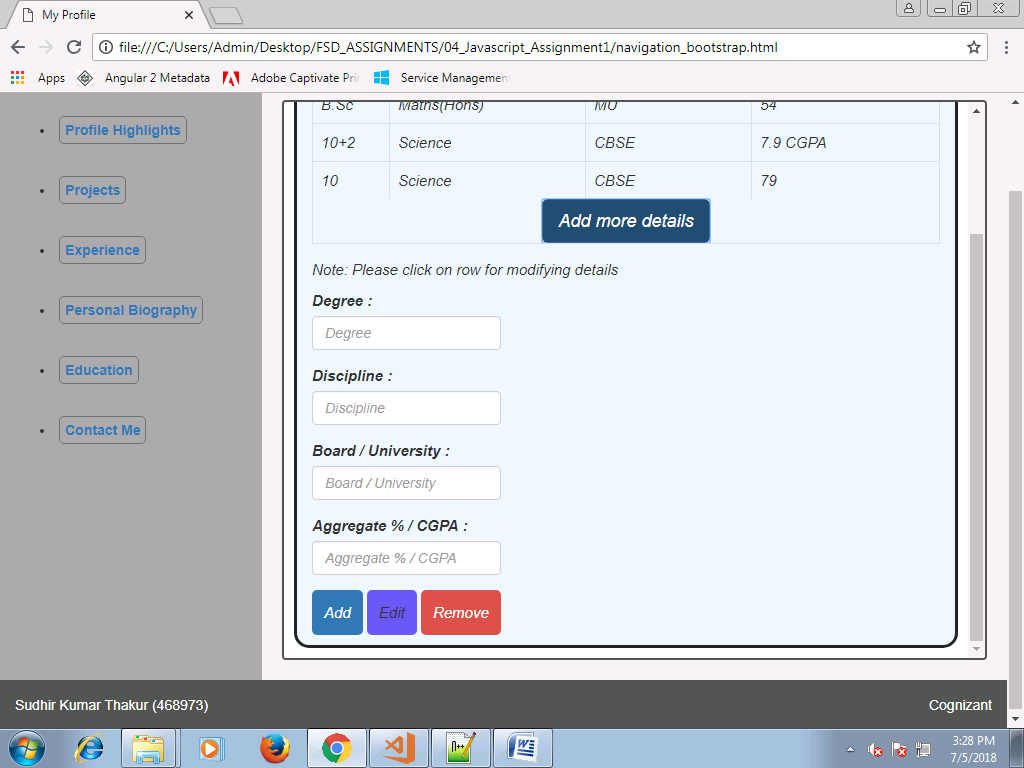 My Profile
file:///C:/Users/Admin/Desktop/FSD_ASSIGNMENTS/04_Javascript_Assignment1/navigation_bootstrap.html
Apps Angular 2 Metadata Adobe Captivate Pri Service Managemen
Profile Highlights
Projects
Experience
Personal Biography
Education
Contact Me
B.Sc Maths(Hons) MU 54
10+2 Science CBSE 7.9 CGPA
10 Science CBSE 79
Add more details
Note: Please click on row for modifying details
Degree :
Degree
Discipline :
Discipline
Board / University :
Board / University
Aggregate % / CGPA :
Aggregate % / CGPA
Add Edit Remove
Sudhir Kumar Thakur (468973) Cognizant
3:28 PM
7/5/2018